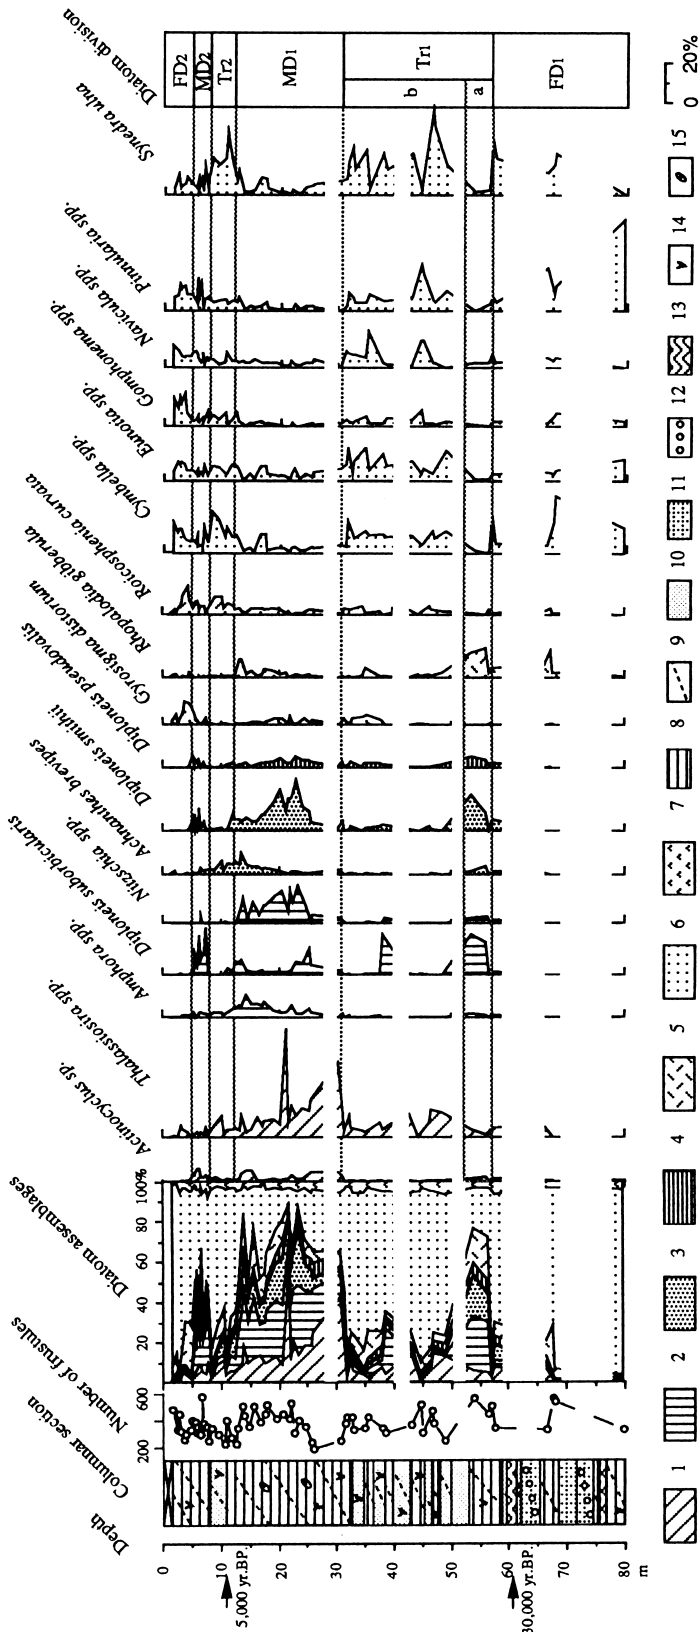 Depth
Columnar section
Number of frustules
Diatom assemblages
Actinocyclus sp.
Thalassiosira spp.
Amphora spp.
Diploneis suborbicularis
Nitzschia spp.
Achnanthes brevipes
Diploneis smithii
Diploneis pseudovalis
Gyrosigma distortum
Rhopalodia gibberula
Roicosphenia curvata
Cymbella spp.
Eunotia spp.
Gomphonema spp.
Navicula spp.
Pinnularia spp.
Synedra ulna
Diatom division
200 600
20 40 60 80 100%
FD2
MD2
Tr2
MD1
Tr1
b
a
FD1
0
10
20
30
40
50
60
70
80
m
5,000 yr.BP.
30,000 yr.BP.
1 2 3 4 5 6 7 8 9 10 11 12 13 14 15
0 20%